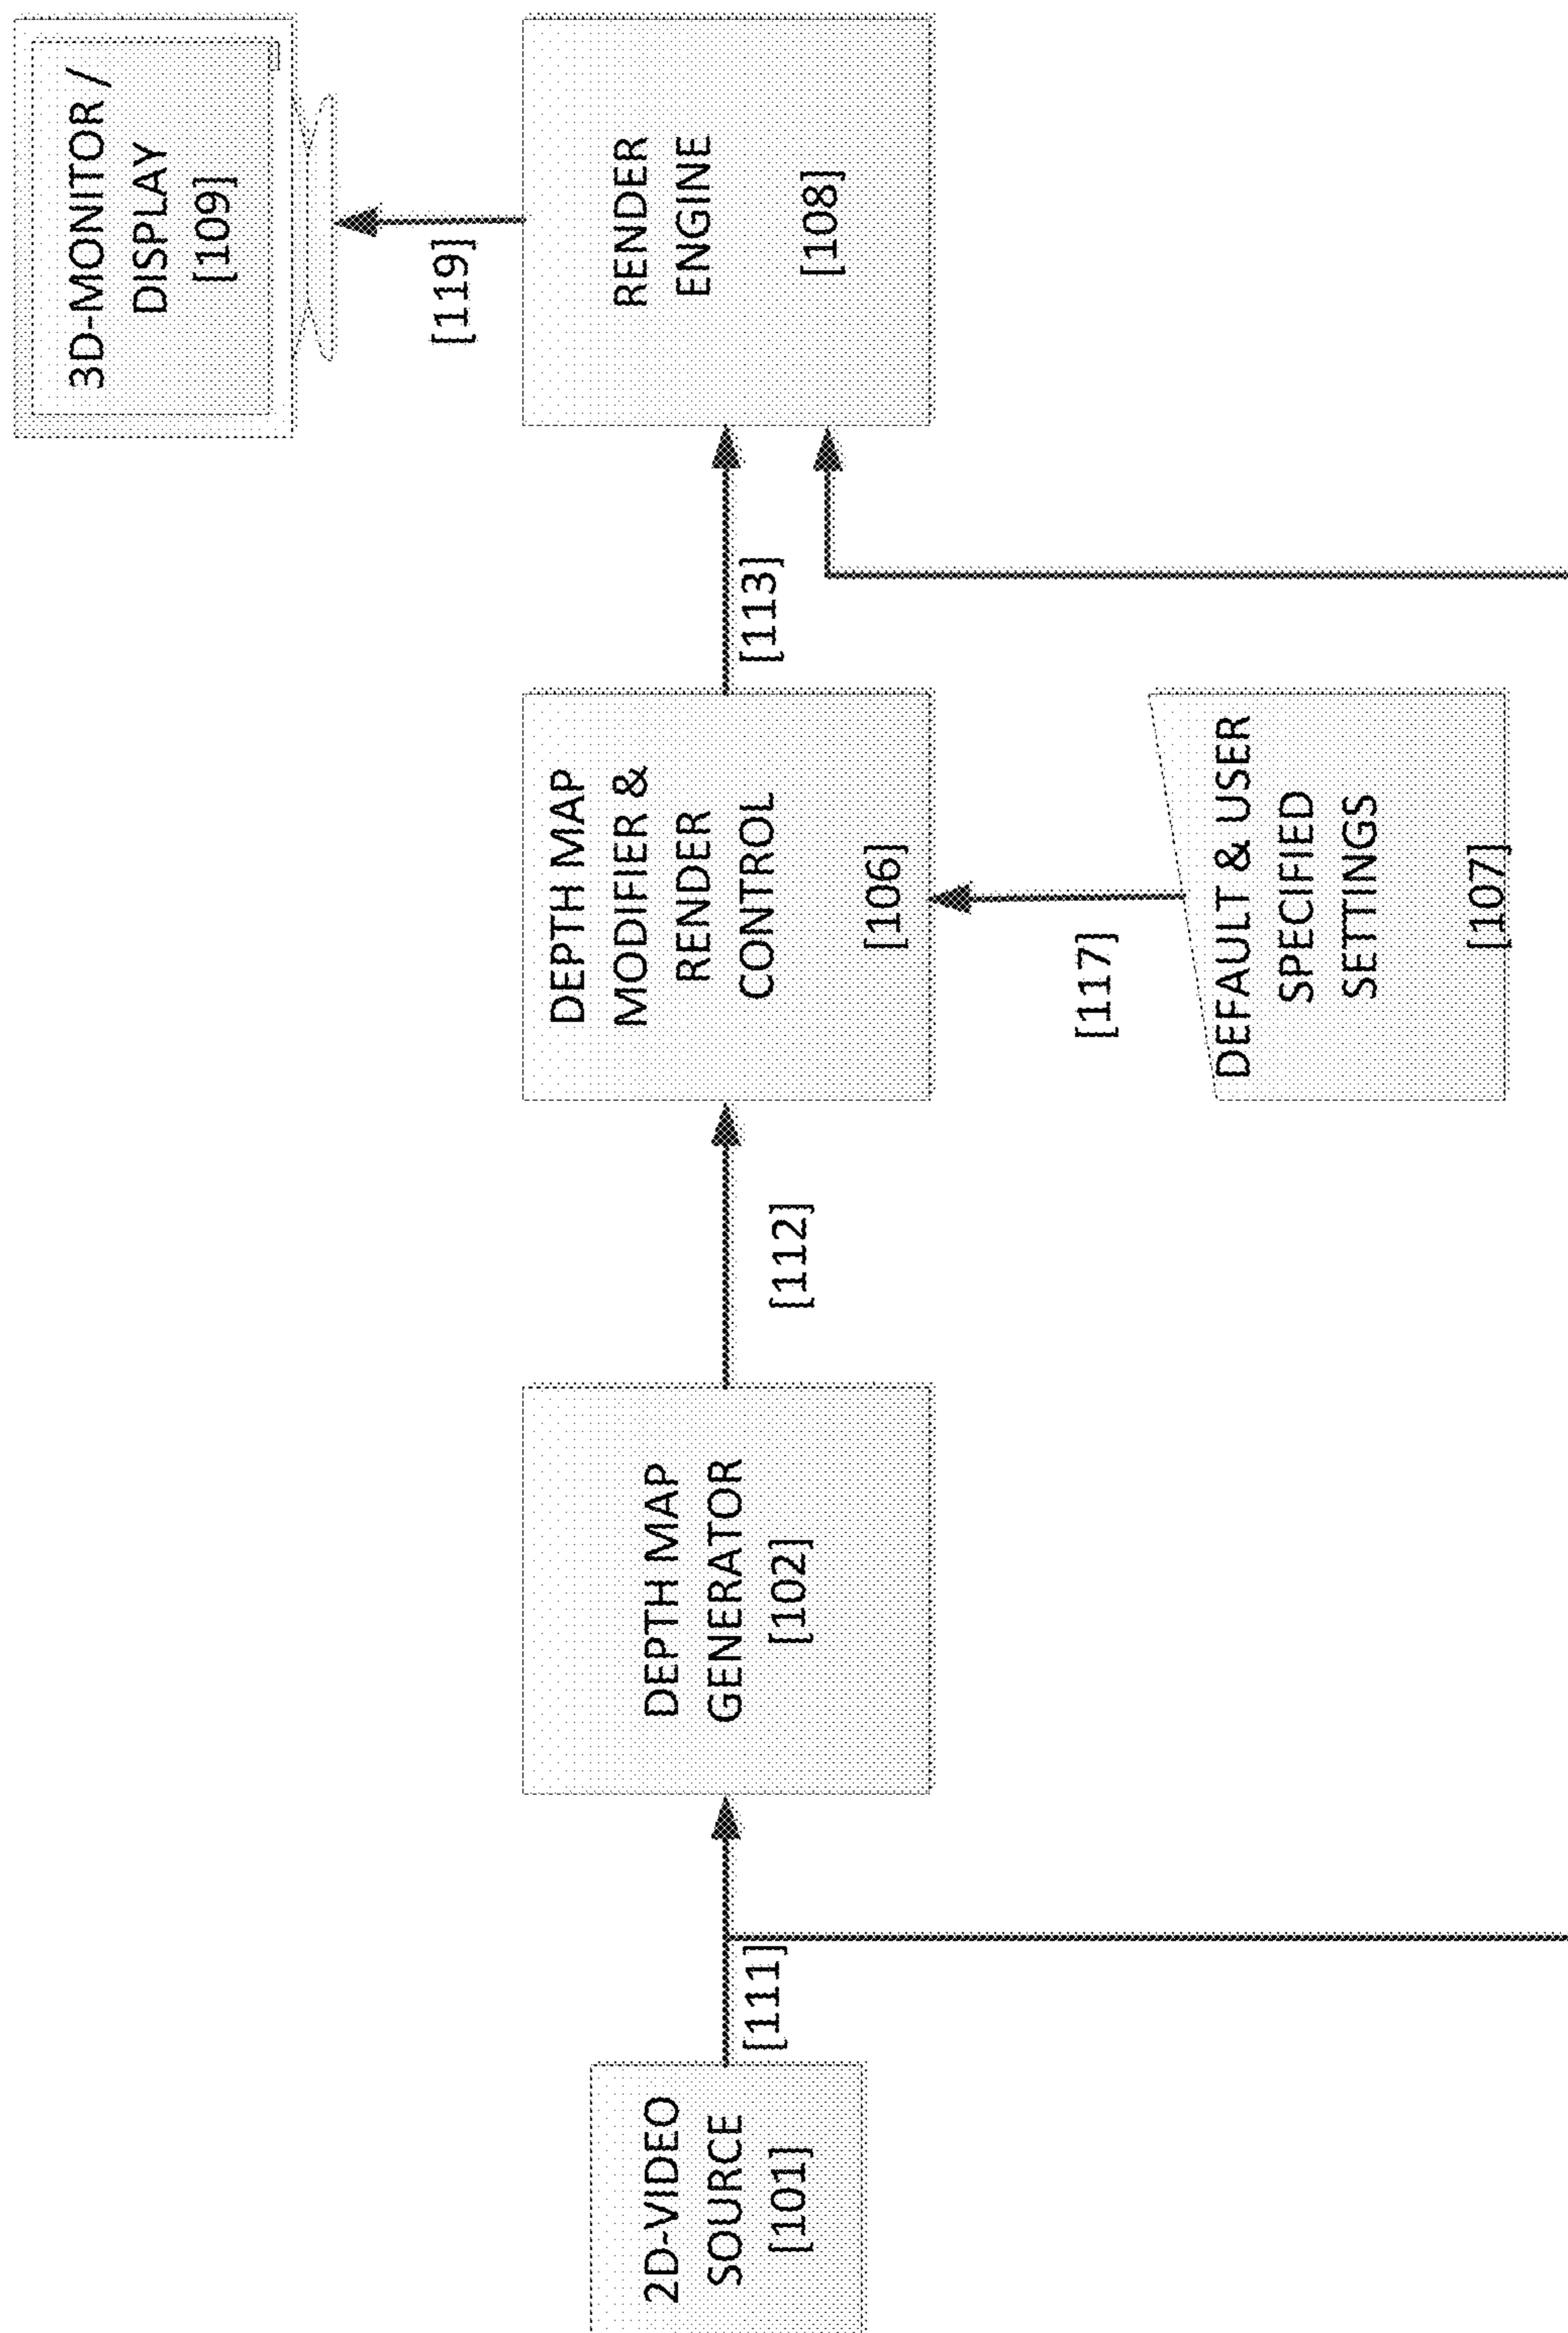 2D-VIDEO
SOURCE
[101]
[111]
DEPTH MAP
GENERATOR
[102]
[112]
DEPTH MAP
MODIFIER &
RENDER
CONTROL
[106]
[117]
DEFAULT & USER
SPECIFIED
SETTINGS
[107]
[113]
RENDER
ENGINE
[108]
[119]
3D-MONITOR /
DISPLAY
[109]